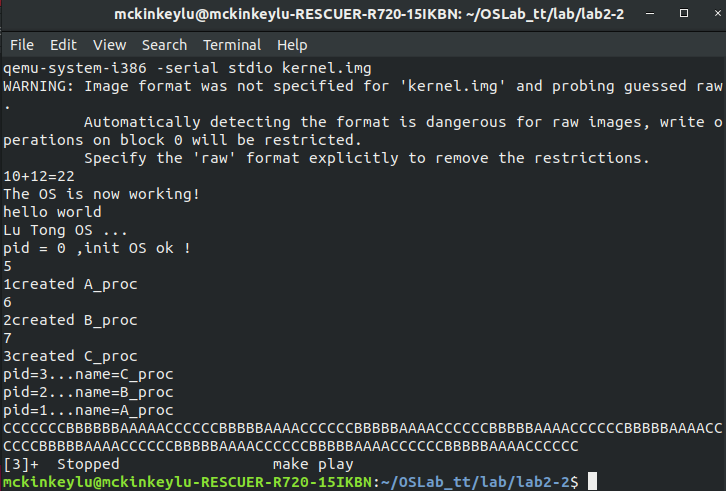 mckinkeylu@mckinkeylu-RESCUER-R720-15IKBN: ~/OSLab_tt/lab/lab2-2
File Edit View Search Terminal Help
qemu-system-i386 -serial stdio kernel.img
WARNING: Image format was not specified for 'kernel.img' and probing guessed raw
.
Automatically detecting the format is dangerous for raw images, write o
perations on block 0 will be restricted.
Specify the 'raw' format explicitly to remove the restrictions.
10+12=22
The OS is now working!
hello world
Lu Tong OS ...
pid = 0 ,init OS ok !
5
1created A_proc
6
2created B_proc
7
3created C_proc
pid=3...name=C_proc
pid=2...name=B_proc
pid=1...name=A_proc
CCCCCCCBBBBBBAAAAACCCCCCBBBBBAAAACCCCCCBBBBBAAAACCCCCCBBBBBAAAACCCCCCBBBBBAAAACC
CCCCBBBBBAAAACCCCCCBBBBBAAAACCCCCCBBBBBAAAACCCCCCBBBBBAAAACCCCCC
[3]+ Stopped make play
mckinkeylu@mckinkeylu-RESCUER-R720-15IKBN:~/OSLab_tt/lab/lab2-2$